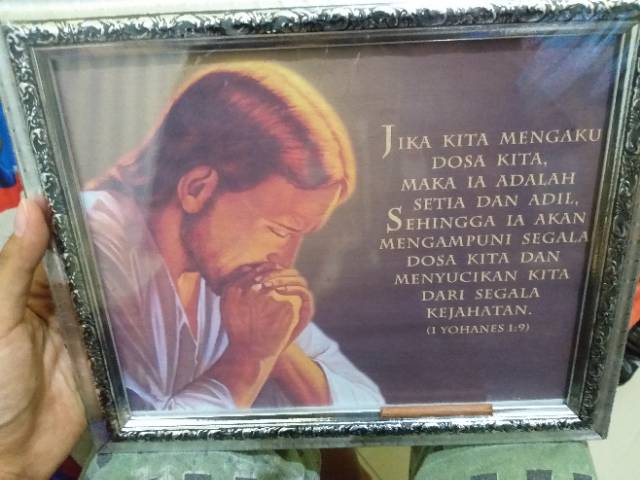 JIKA KITA MENGAKU
DOSA KITA,
MAKA IA ADALAH
SETIA DAN ADIL,
SEHINGGA IA AKAN
MENGAMPUNI SEGALA
DOSA KITA DAN
MENYUCIKAN KITA
DARI SEGALA
KEJAHATAN.
(1 YOHANES 1:9)